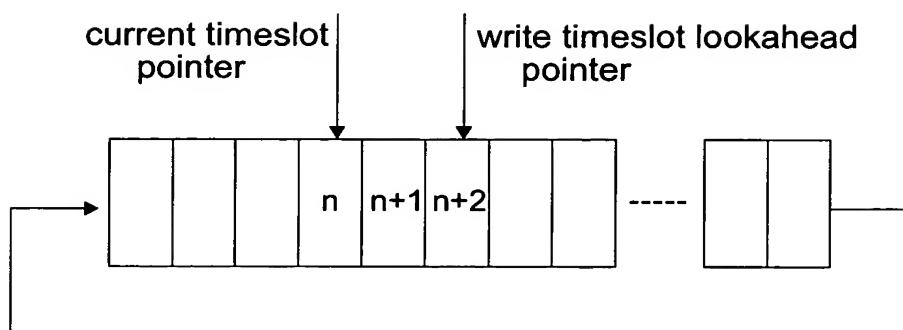 current timeslot
pointer
write timeslot lookahead
pointer
n
n+1
n+2